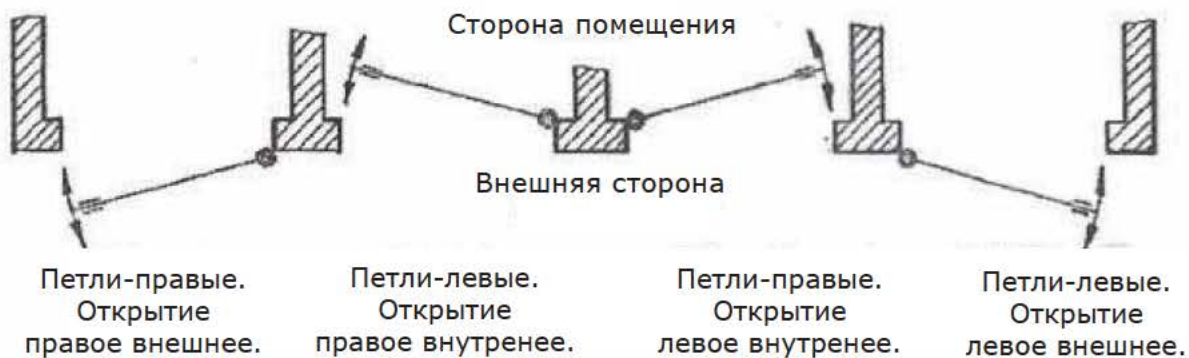 Сторона помещения
Внешняя сторона
Петли-правые.
Открытие
правое внешнее.
Петли-левые.
Открытие
правое внутренее.
Петли-правые.
Открытие
левое внутренее.
Петли-левые.
Открытие
левое внешнее.